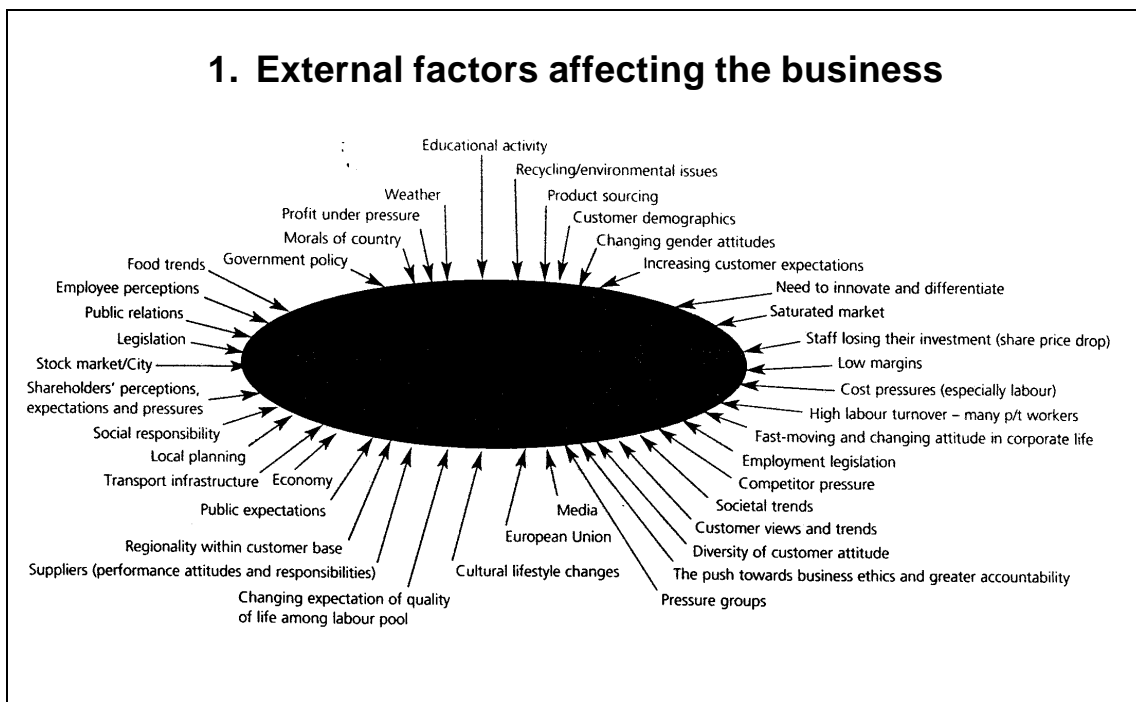 1. External factors affecting the business
Educational activity
Recycling/environmental issues
Weather
Product sourcing
Profit under pressure
Customer demographics
Morals of country
Changing gender attitudes
Government policy
Increasing customer expectations
Food trends
Employee perceptions
Need to innovate and differentiate
Public relations
Saturated market
Legislation
Staff losing their investment (share price drop)
Stock market/City
Low margins
Shareholders' perceptions,
expectations and pressures
Cost pressures (especially labour)
High labour turnover – many p/t workers
Social responsibility
Fast-moving and changing attitude in corporate life
Local planning
Employment legislation
Transport infrastructure
Economy
Competitor pressure
Public expectations
Media
Societal trends
European Union
Customer views and trends
Regionality within customer base
Diversity of customer attitude
Suppliers (performance attitudes and responsibilities)
Cultural lifestyle changes
The push towards business ethics and greater accountability
Changing expectation of quality
of life among labour pool
Pressure groups